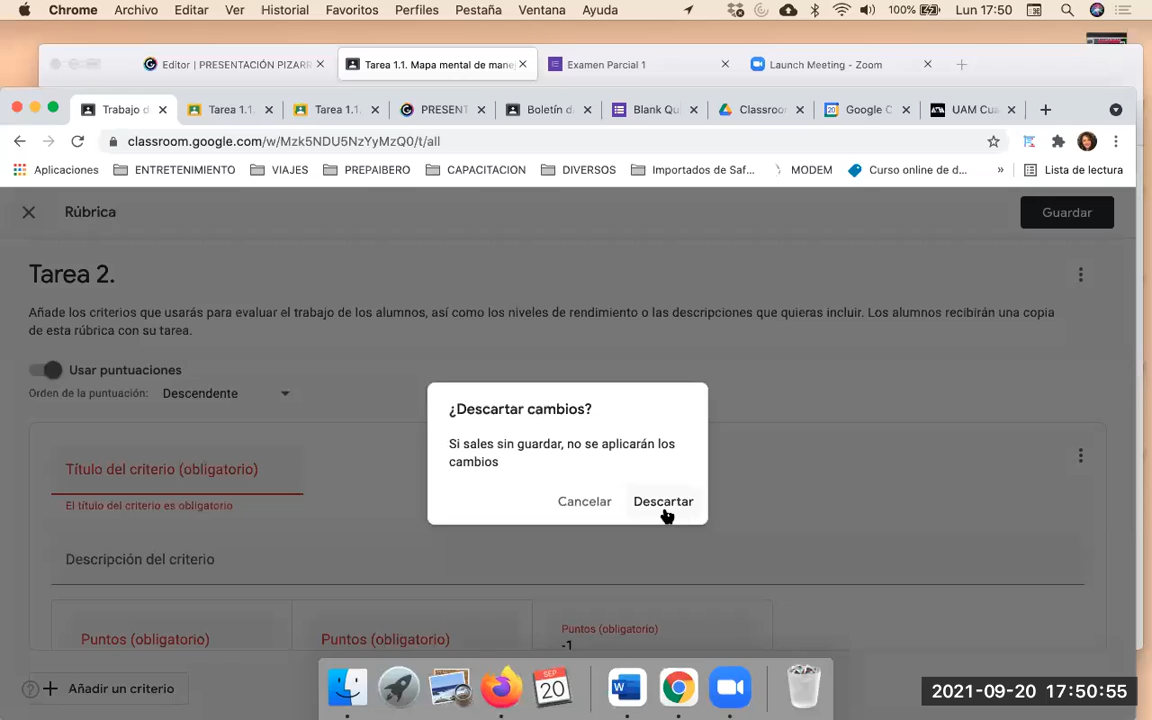 Chrome Archivo Editar Ver Historial Favoritos Perfiles Pestaña Ventana Ayuda 100% Lun 17:50
Editor | PRESENTACIÓN PIZARR Tarea 1.1. Mapa mental de mane Examen Parcial 1 Launch Meeting - Zoom
Trabajo d Tarea 1.1. Tarea 1.1. PRESENT Boletín d Blank Qu Classroo Google C UAM Cua
classroom.google.com/w/Mzk5NDU5NzYyMzQ0/t/all
Aplicaciones ENTRETENIMIENTO VIAJES PREPAIBERO CAPACITACION DIVERSOS Importados de Saf... MODEM Curso online de d... » Lista de lectura
Rúbrica Guardar
Tarea 2.
Añade los criterios que usarás para evaluar el trabajo de los alumnos, así como los niveles de rendimiento o las descripciones que quieras incluir. Los alumnos recibirán una copia
de esta rúbrica con su tarea.
Usar puntuaciones
Orden de la puntuación: Descendente
¿Descartar cambios?
Si sales sin guardar, no se aplicarán los
cambios
Cancelar Descartar
Título del criterio (obligatorio)
El título del criterio es obligatorio
Descripción del criterio
Puntos (obligatorio) Puntos (obligatorio) Puntos (obligatorio)
-1
Añadir un criterio
SEP
20
2021-09-20 17:50:55